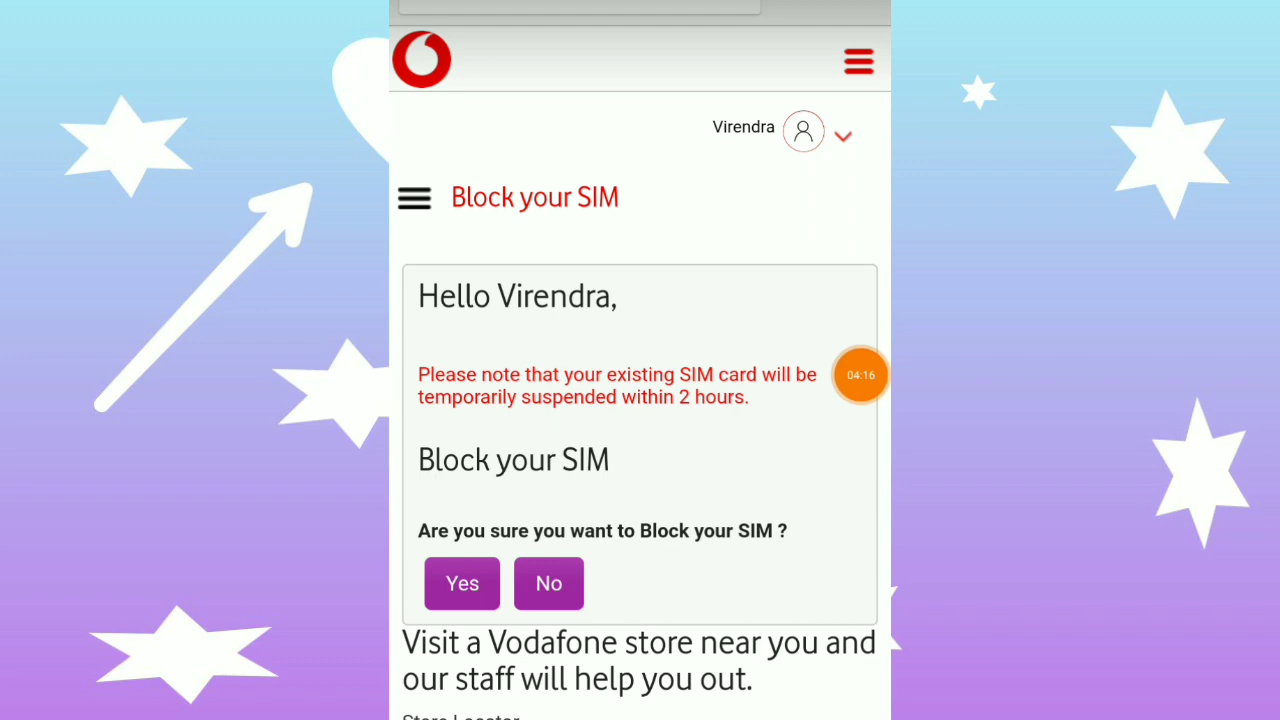 Virendra
Block your SIM
Hello Virendra,
Please note that your existing SIM card will be
temporarily suspended within 2 hours.
04:16
Block your SIM
Are you sure you want to Block your SIM ?
Yes No
Visit a Vodafone store near you and
our staff will help you out.
Store Locator